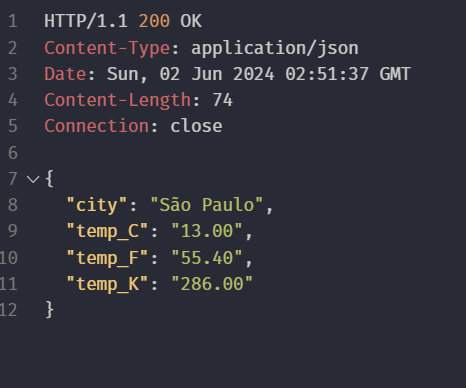 1 HTTP/1.1 200 OK
2 Content-Type: application/json
3 Date: Sun, 02 Jun 2024 02:51:37 GMT
4 Content-Length: 74
5 Connection: close
6
7 {
8 "city": "São Paulo",
9 "temp_C": "13.00",
10 "temp_F": "55.40",
11 "temp_K": "286.00"
12 }